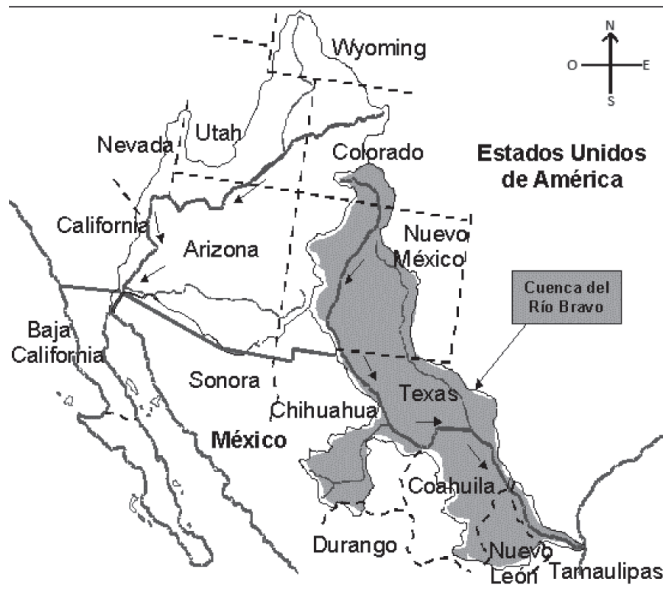 Wyoming
N
O E
S
Utah
Nevada
Colorado
Estados Unidos
de América
California
Arizona
Nuevo
México
Cuenca del
Río Bravo
Baja
California
Sonora
Texas
Chihuahua
México
Coahuila
Durango
Nuevo
León
Tamaulipas